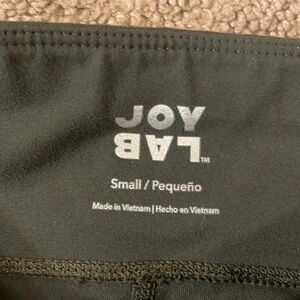 JOY
LAB™
Small / Pequeño
Made in Vietnam | Hecho en Vietnam